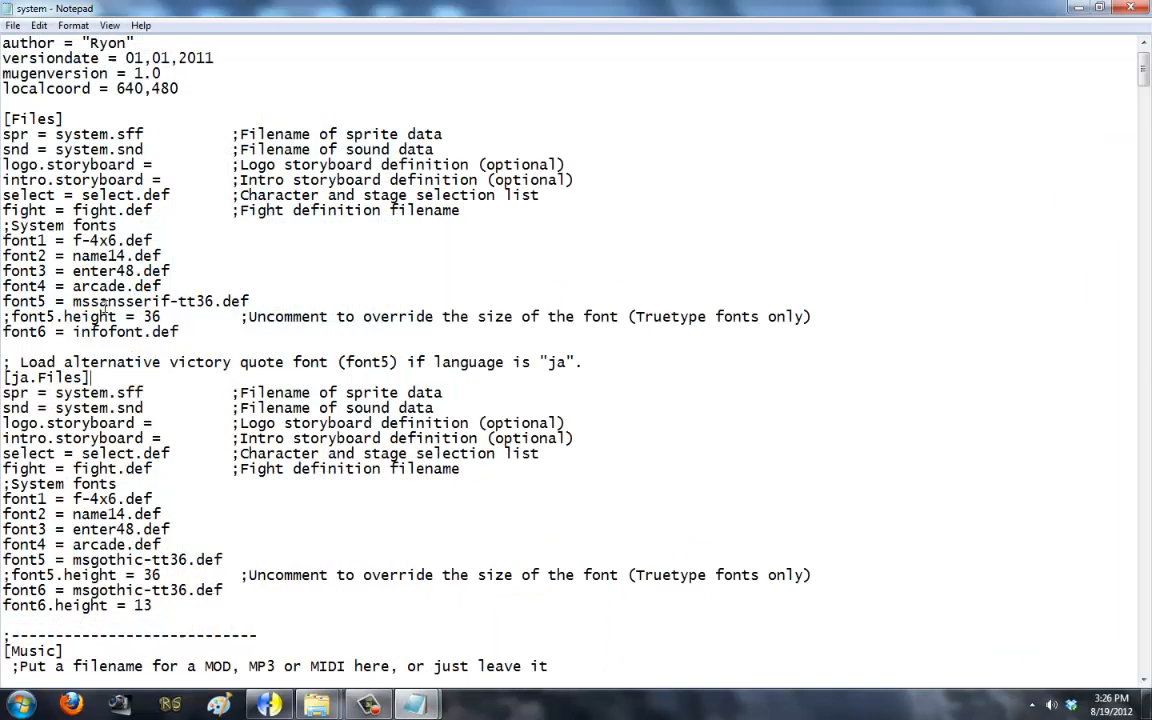 system - Notepad
File Edit Format View Help
author = "Ryon"
versiondate = 01,01,2011
mugenversion = 1.0
localcoord = 640,480
[Files]
spr = system.sff ;Filename of sprite data
snd = system.snd ;Filename of sound data
logo.storyboard = ;Logo storyboard definition (optional)
intro.storyboard = ;Intro storyboard definition (optional)
select = select.def ;Character and stage selection list
fight = fight.def ;Fight definition filename
;System fonts
font1 = f-4x6.def
font2 = name14.def
font3 = enter48.def
font4 = arcade.def
font5 = mssansserif-tt36.def
;font5.height = 36 ;Uncomment to override the size of the font (Truetype fonts only)
font6 = infofont.def
; Load alternative victory quote font (font5) if language is "ja".
[ja.Files]
spr = system.sff ;Filename of sprite data
snd = system.snd ;Filename of sound data
logo.storyboard = ;Logo storyboard definition (optional)
intro.storyboard = ;Intro storyboard definition (optional)
select = select.def ;Character and stage selection list
fight = fight.def ;Fight definition filename
;System fonts
font1 = f-4x6.def
font2 = name14.def
font3 = enter48.def
font4 = arcade.def
font5 = msgothic-tt36.def
;font5.height = 36 ;Uncomment to override the size of the font (Truetype fonts only)
font6 = msgothic-tt36.def
font6.height = 13
;----------------------------
[Music]
;Put a filename for a MOD, MP3 or MIDI here, or just leave it
RS
3:26 PM
8/19/2012